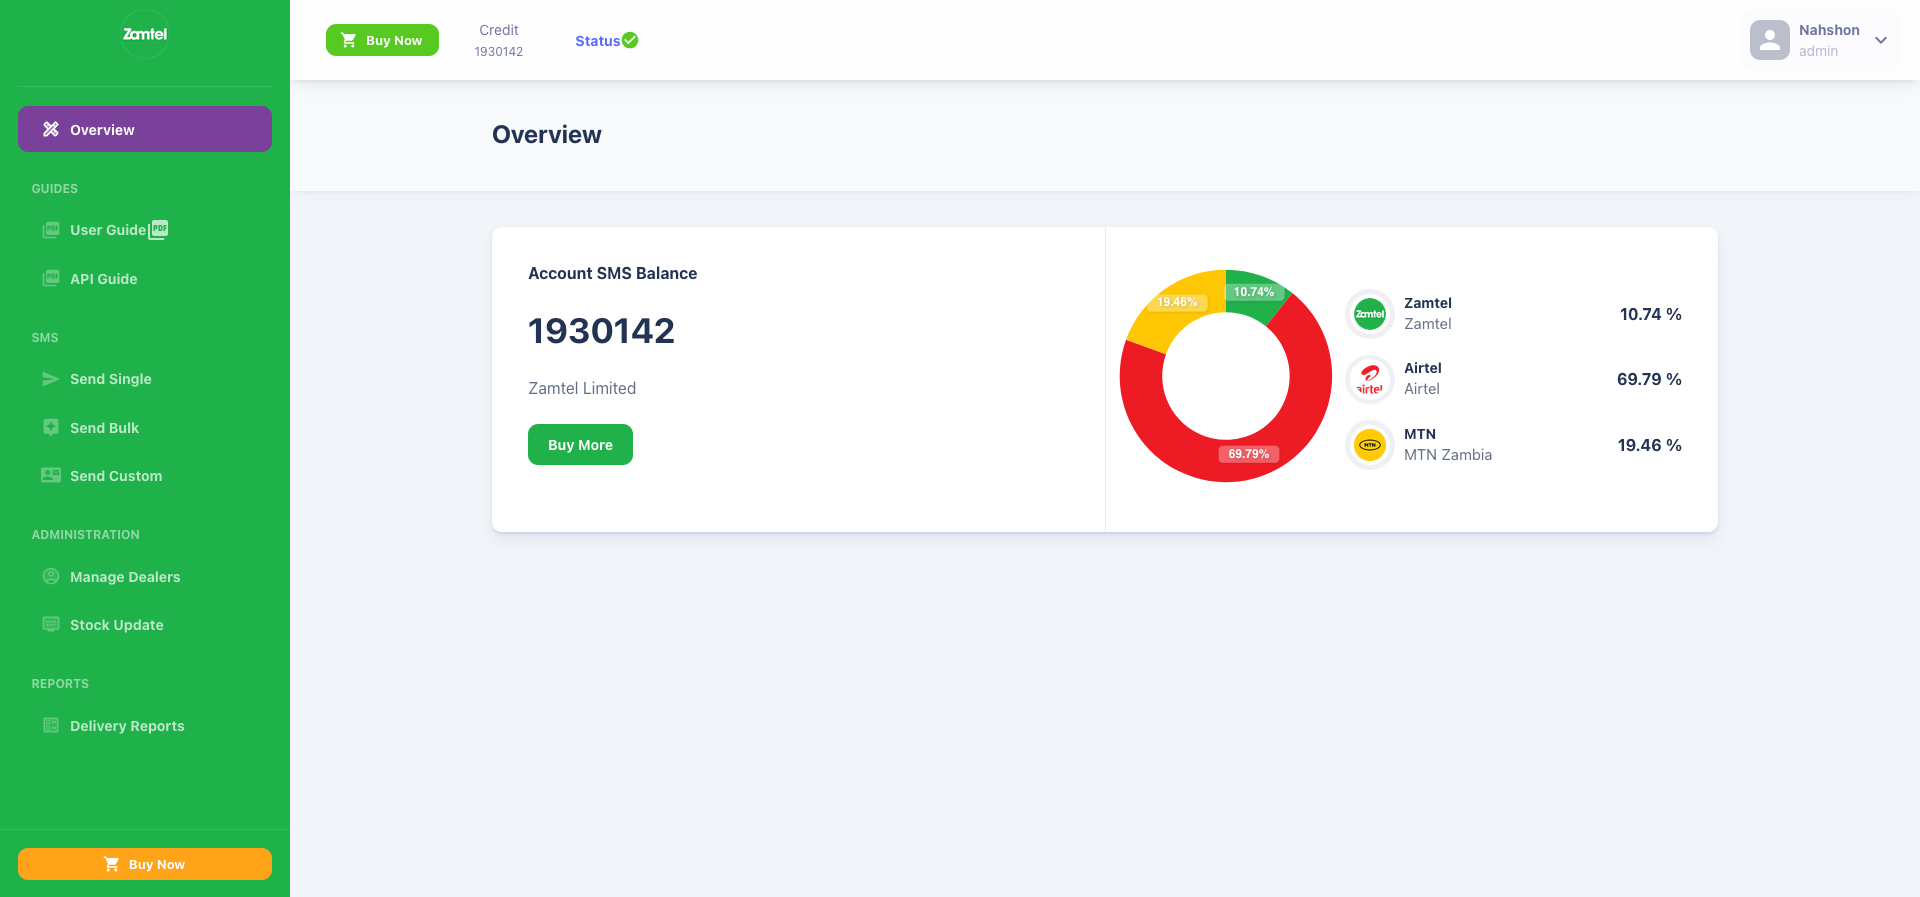 Zamtel
Overview
GUIDES
User Guide PDF
API Guide
SMS
Send Single
Send Bulk
Send Custom
ADMINISTRATION
Manage Dealers
Stock Update
REPORTS
Delivery Reports
Buy Now
Buy Now
Credit
1930142
Status
Nahshon
admin
Overview
Account SMS Balance
1930142
Zamtel Limited
Buy More
10.74%
19.46%
69.79%
Zamtel
Zamtel
Zamtel
10.74 %
airtel
Airtel
Airtel
69.79 %
MTN
MTN
MTN Zambia
19.46 %